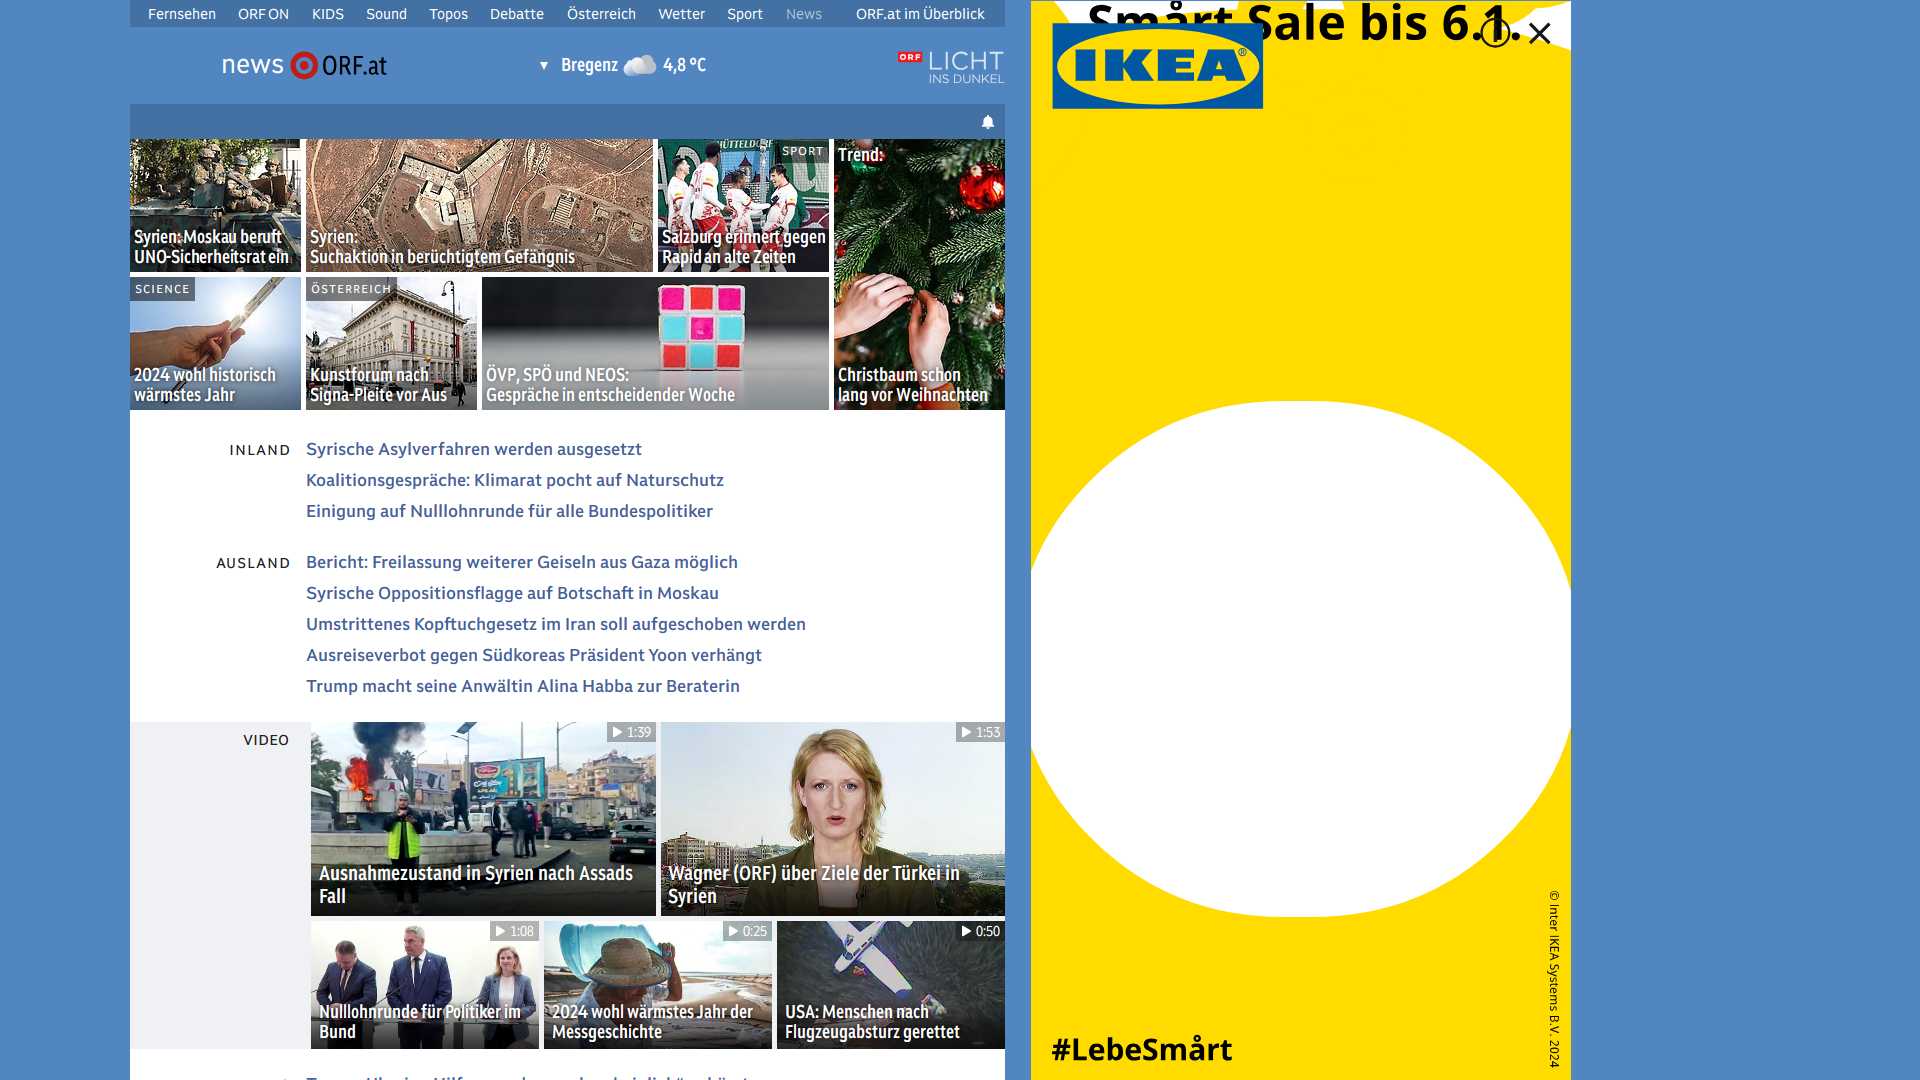 Fernsehen ORF ON KIDS Sound Topos Debatte Österreich Wetter Sport News ORF.at im Überblick
news ORF.at
▼ Bregenz 4,8 °C
ORF LICHT
INS DUNKEL
Syrien: Moskau beruft
UNO-Sicherheitsrat ein
Syrien:
Suchaktion in berüchtigtem Gefängnis
HÜTTELDORF
SPORT
Salzburg erinnert gegen
Rapid an alte Zeiten
Trend:
Christbaum schon
lang vor Weihnachten
SCIENCE
2024 wohl historisch
wärmstes Jahr
ÖSTERREICH
Kunstforum nach
Signa-Pleite vor Aus
ÖVP, SPÖ und NEOS:
Gespräche in entscheidender Woche
INLAND
Syrische Asylverfahren werden ausgesetzt
Koalitionsgespräche: Klimarat pocht auf Naturschutz
Einigung auf Nulllohnrunde für alle Bundespolitiker
AUSLAND
Bericht: Freilassung weiterer Geiseln aus Gaza möglich
Syrische Oppositionsflagge auf Botschaft in Moskau
Umstrittenes Kopftuchgesetz im Iran soll aufgeschoben werden
Ausreiseverbot gegen Südkoreas Präsident Yoon verhängt
Trump macht seine Anwältin Alina Habba zur Beraterin
VIDEO
1:39
Ausnahmezustand in Syrien nach Assads
Fall
1:53
Wagner (ORF) über Ziele der Türkei in
Syrien
1:08
Nulllohnrunde für Politiker im
Bund
0:25
2024 wohl wärmstes Jahr der
Messgeschichte
0:50
USA: Menschen nach
Flugzeugabsturz gerettet
Smårt Sale bis 6.1.
IKEA®
#LebeSmårt
© Inter IKEA Systems B.V. 2024